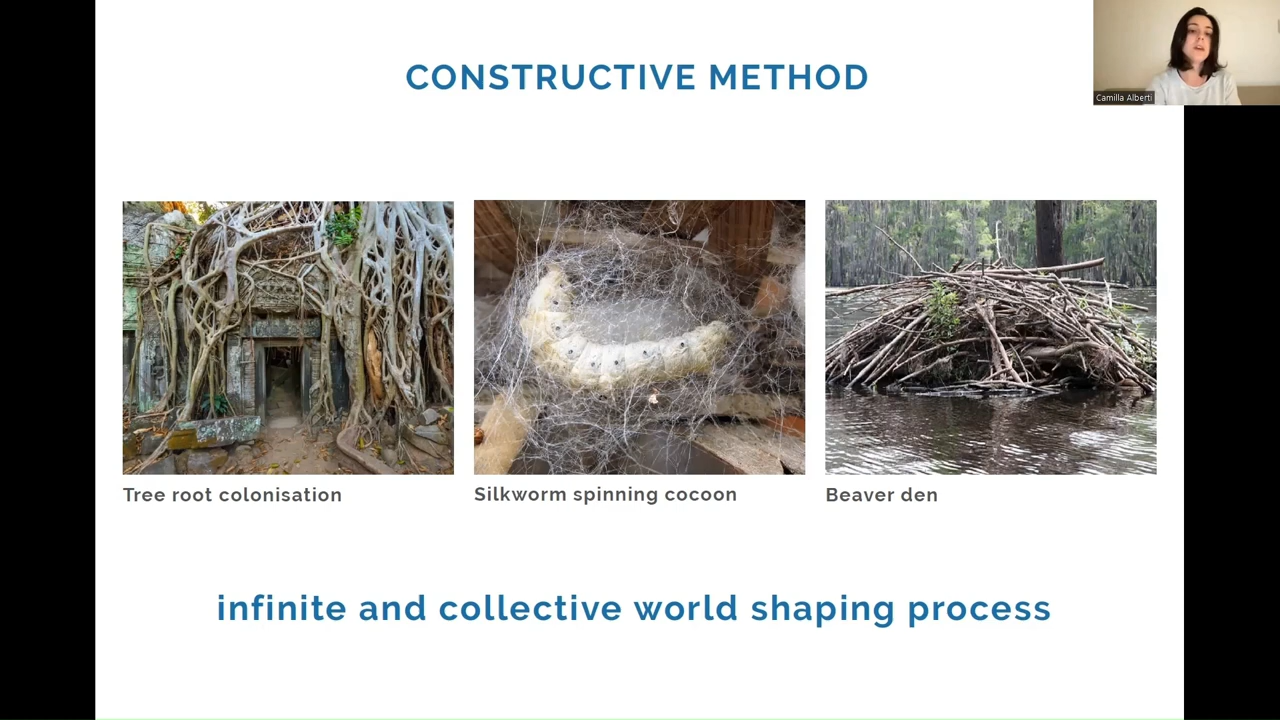 CONSTRUCTIVE METHOD
Camilla Alberti
Tree root colonisation
Silkworm spinning cocoon
Beaver den
infinite and collective world shaping process